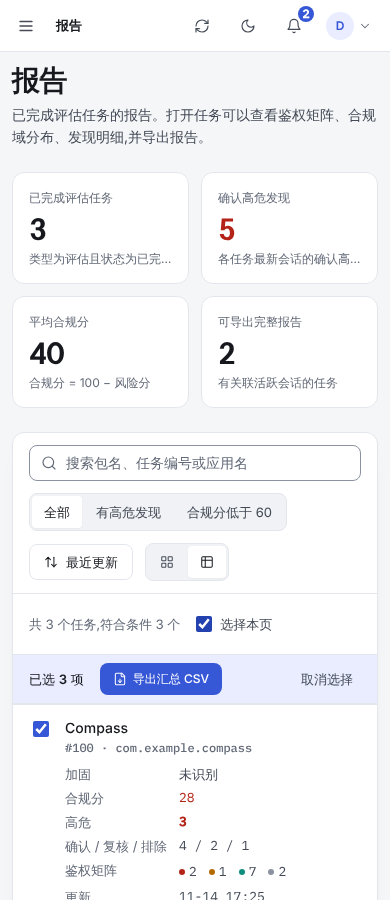 报告
2
D
报告
已完成评估任务的报告。打开任务可以查看鉴权矩阵、合规
域分布、发现明细,并导出报告。
已完成评估任务
3
类型为评估且状态为已完...
确认高危发现
5
各任务最新会话的确认高...
平均合规分
40
合规分 = 100 − 风险分
可导出完整报告
2
有关联活跃会话的任务
搜索包名、任务编号或应用名
全部 有高危发现 合规分低于 60
最近更新
共 3 个任务,符合条件 3 个 选择本页
已选 3 项 导出汇总 CSV 取消选择
Compass
#100 · com.example.compass
加固 未识别
合规分 28
高危 3
确认 / 复核 / 排除 4 / 2 / 1
鉴权矩阵 2 1 7 2
更新 11-14 17:25